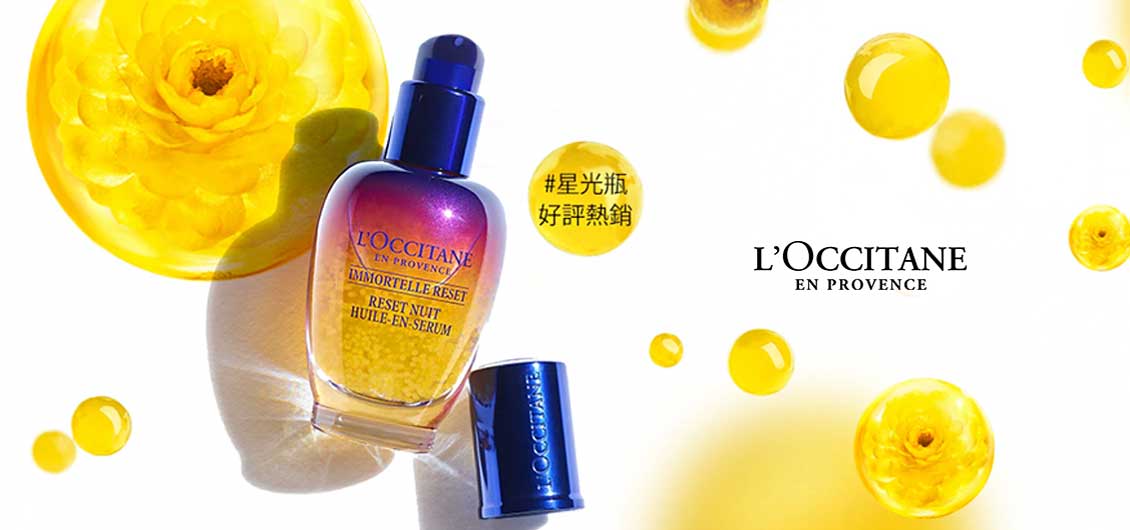 L'OCCITANE
EN PROVENCE
IMMORTELLE RESET
RESET NUIT
HUILE-EN-SERUM
L'OCCITANE
#星光瓶
好評熱銷
L'OCCITANE
EN PROVENCE